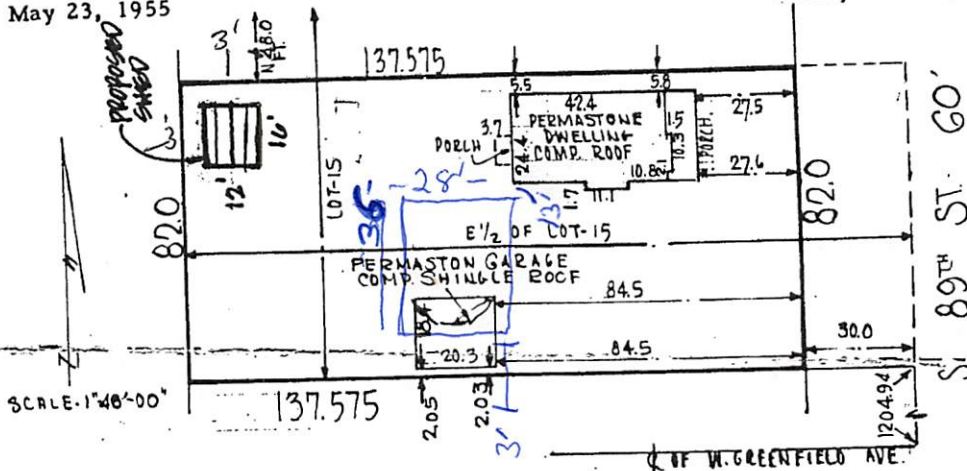 May 23, 1955
PROPOSED
SHED
3'
N 48.0
FT.
137.575
3'
16'
12'
LOT-15
82.0
5.5
5.8
42.4
PERMASTONE
DWELLING
COMP. ROOF
3.7
PORCH
24.4
1.5
10.3
10.8
PORCH
27.5
27.6
1.7
11.1
28'
13'
36'
E 1/2 OF LOT-15
82.0
89TH ST. 60'
PERMASTON GARAGE
COMP. SHINGLE ROOF
84.5
20.3
84.5
30.0
SCALE-1"40'-00"
137.575
2.05
2.03
3'
1204.94
S
℄ OF W. GREENFIELD AVE.